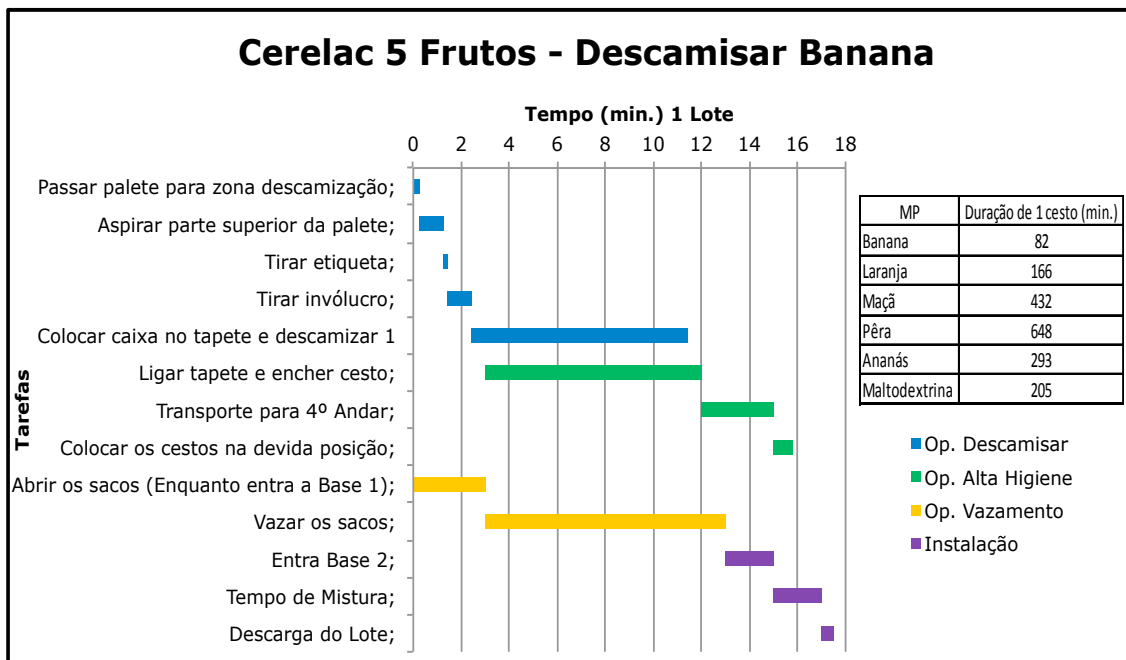 Cerelac 5 Frutos - Descamisar Banana
Tempo (min.) 1 Lote
0 2 4 6 8 10 12 14 16 18
Tarefas
Passar palete para zona descamização;
Aspirar parte superior da palete;
Tirar etiqueta;
Tirar invólucro;
Colocar caixa no tapete e descamizar 1
Ligar tapete e encher cesto;
Transporte para 4º Andar;
Colocar os cestos na devida posição;
Abrir os sacos (Enquanto entra a Base 1);
Vazar os sacos;
Entra Base 2;
Tempo de Mistura;
Descarga do Lote;
MP Duração de 1 cesto (min.)
Banana 82
Laranja 166
Maçã 432
Pêra 648
Ananás 293
Maltodextrina 205
Op. Descamisar
Op. Alta Higiene
Op. Vazamento
Instalação